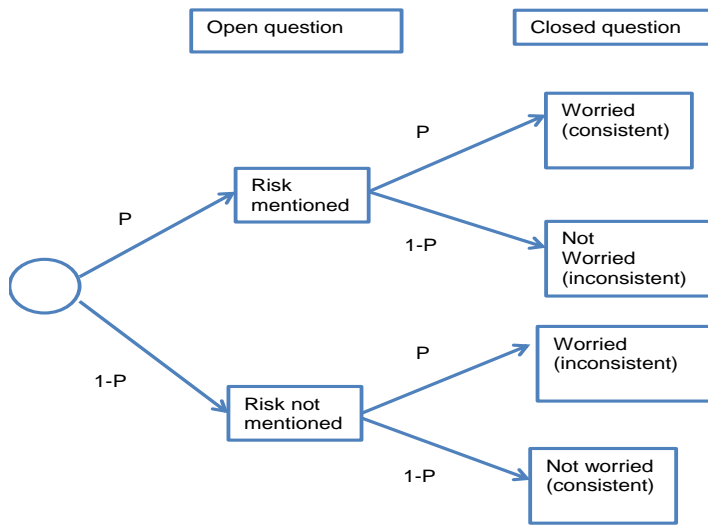 Open question
Closed question
P
Worried
(consistent)
Risk
mentioned
P
1-P
Not
Worried
(inconsistent)
1-P
P
Worried
(inconsistent)
Risk not
mentioned
1-P
Not worried
(consistent)